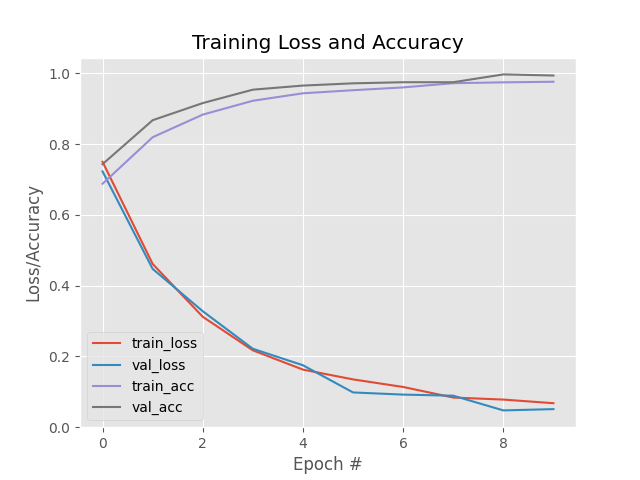 Training Loss and Accuracy
1.0
0.8
0.6
0.4
0.2
0.0
Loss/Accuracy
train_loss
val_loss
train_acc
val_acc
0 2 4 6 8
Epoch #